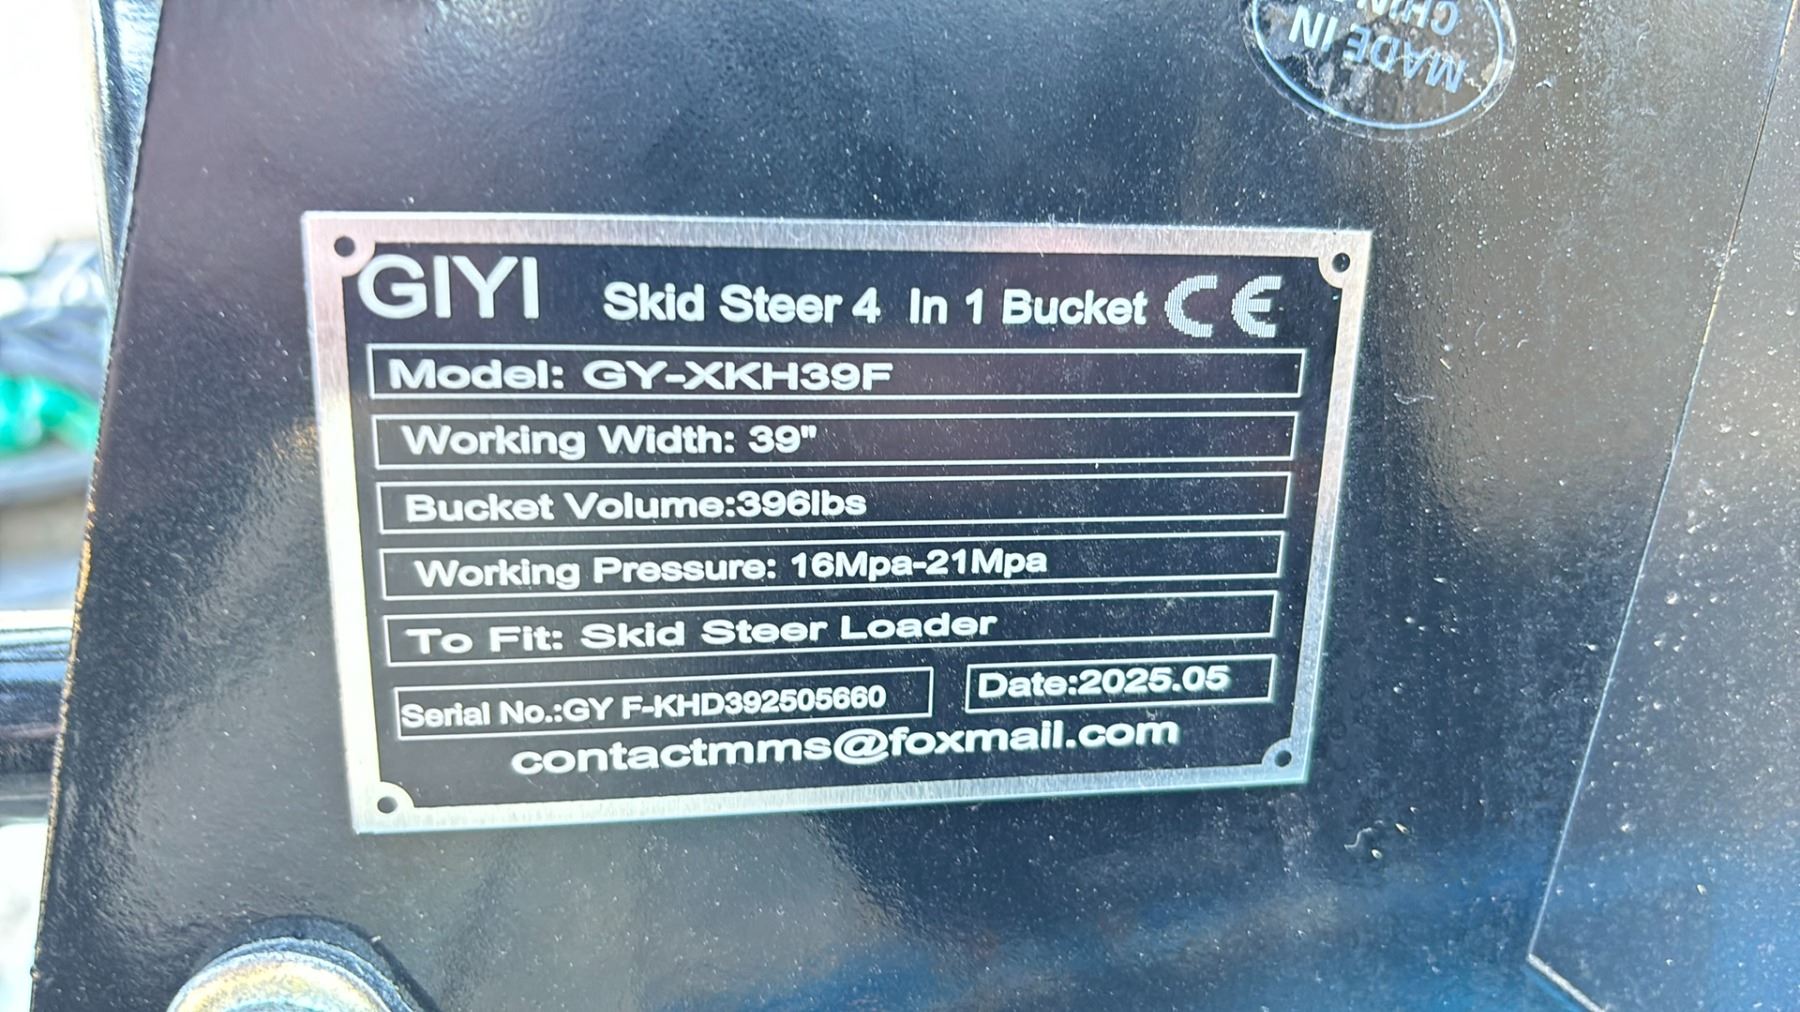 MADE IN
CHINA
GIYI Skid Steer 4 In 1 Bucket CE
Model: GY-XKH39F
Working Width: 39"
Bucket Volume:396lbs
Working Pressure: 16Mpa-21Mpa
To Fit: Skid Steer Loader
Serial No.:GY F-KHD392505660
Date:2025.05
contactmms@foxmail.com